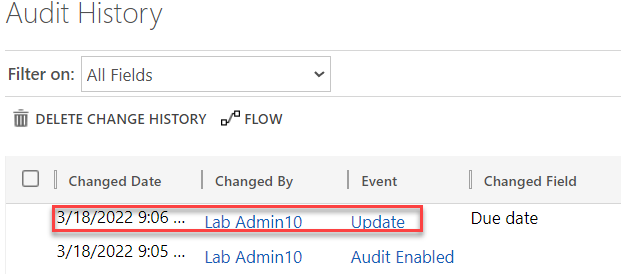 Audit History
Filter on: All Fields
DELETE CHANGE HISTORY FLOW
Changed Date Changed By Event Changed Field
3/18/2022 9:06 ... Lab Admin10 Update Due date
3/18/2022 9:05 ... Lab Admin10 Audit Enabled